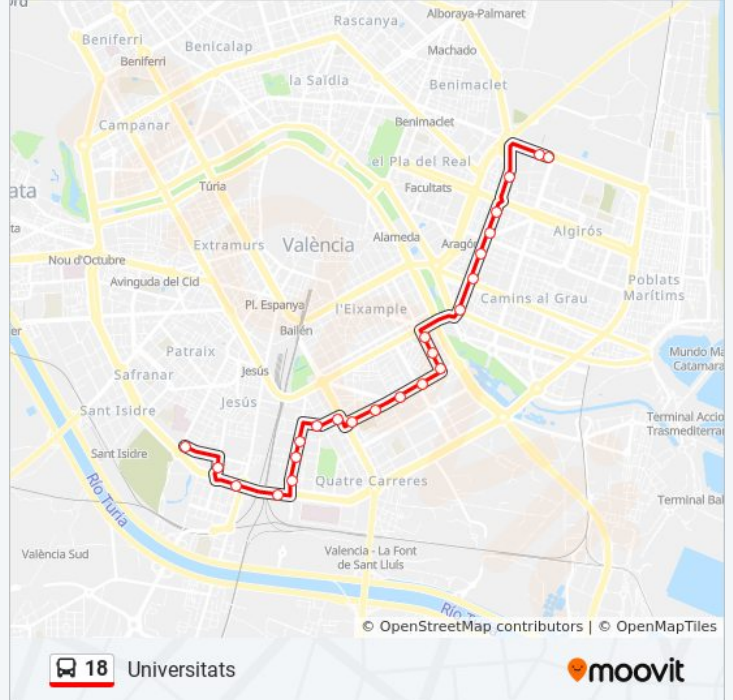 Alboraya-Palmaret
Rascanya
Beniferri
Benicalap
Machado
Beniferri
la Saïdia
Benimaclet
Campanar
Benimaclet
el Pla del Real
Túria
Facultats
ata
ta
Extramurs
València
Alameda
Aragó
Algirós
Nou d'Octubre
Avinguda del Cid
Poblats
Marítims
Pl. Espanya
l'Eixample
Camins al Grau
er
Bailén
Patraix
Mundo Ma
Catamara
Safranar
Jesús
Jesús
Sant Isidre
Terminal Accio
Trasmediterra
Sant Isidre
Río Turia
Quatre Carreres
Terminal Bal
València Sud
Valencia - La Font
de Sant Lluís
Río T
© OpenStreetMap contributors | © OpenMapTiles
18 Universitats
moovit